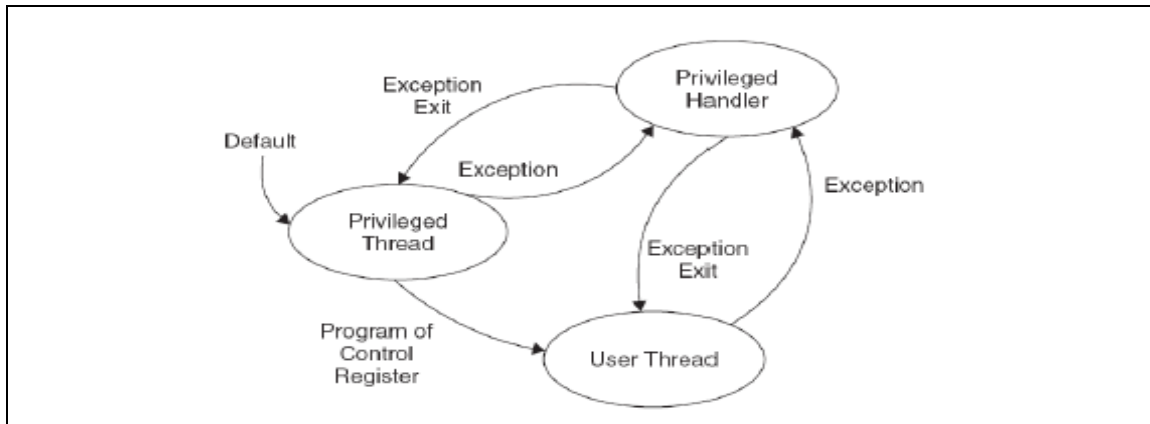 Privileged
Handler
Exception
Exit
Default
Exception
Exception
Privileged
Thread
Exception
Exit
Program of
Control
Register
User Thread